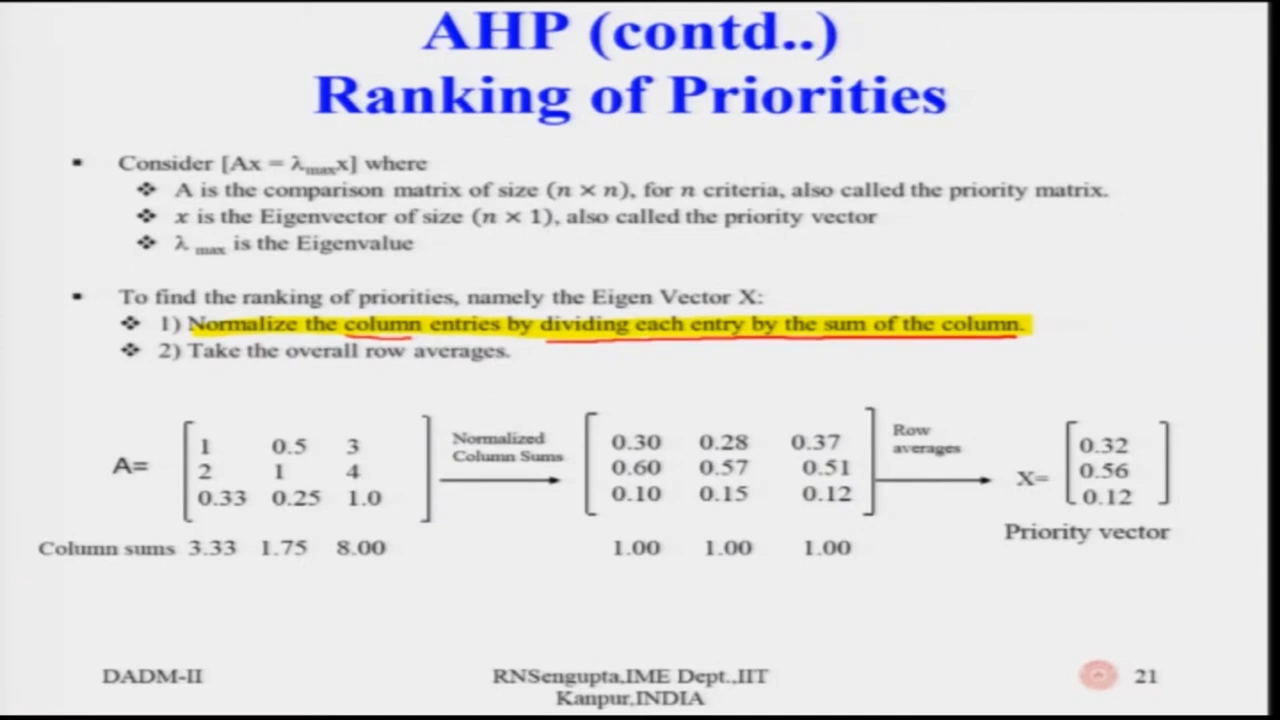 AHP (contd..)
Ranking of Priorities
▪ Consider [Ax = λmaxx] where
❖ A is the comparison matrix of size (n × n), for n criteria, also called the priority matrix.
❖ x is the Eigenvector of size (n × 1), also called the priority vector
❖ λ max is the Eigenvalue
▪ To find the ranking of priorities, namely the Eigen Vector X:
❖ 1) Normalize the column entries by dividing each entry by the sum of the column.
❖ 2) Take the overall row averages.
A=
1 0.5 3
2 1 4
0.33 0.25 1.0
Column sums 3.33 1.75 8.00
Normalized
Column Sums
0.30 0.28 0.37
0.60 0.57 0.51
0.10 0.15 0.12
1.00 1.00 1.00
Row
averages
X=
0.32
0.56
0.12
Priority vector
DADM-II
RNSengupta,IME Dept.,IIT
Kanpur,INDIA
21